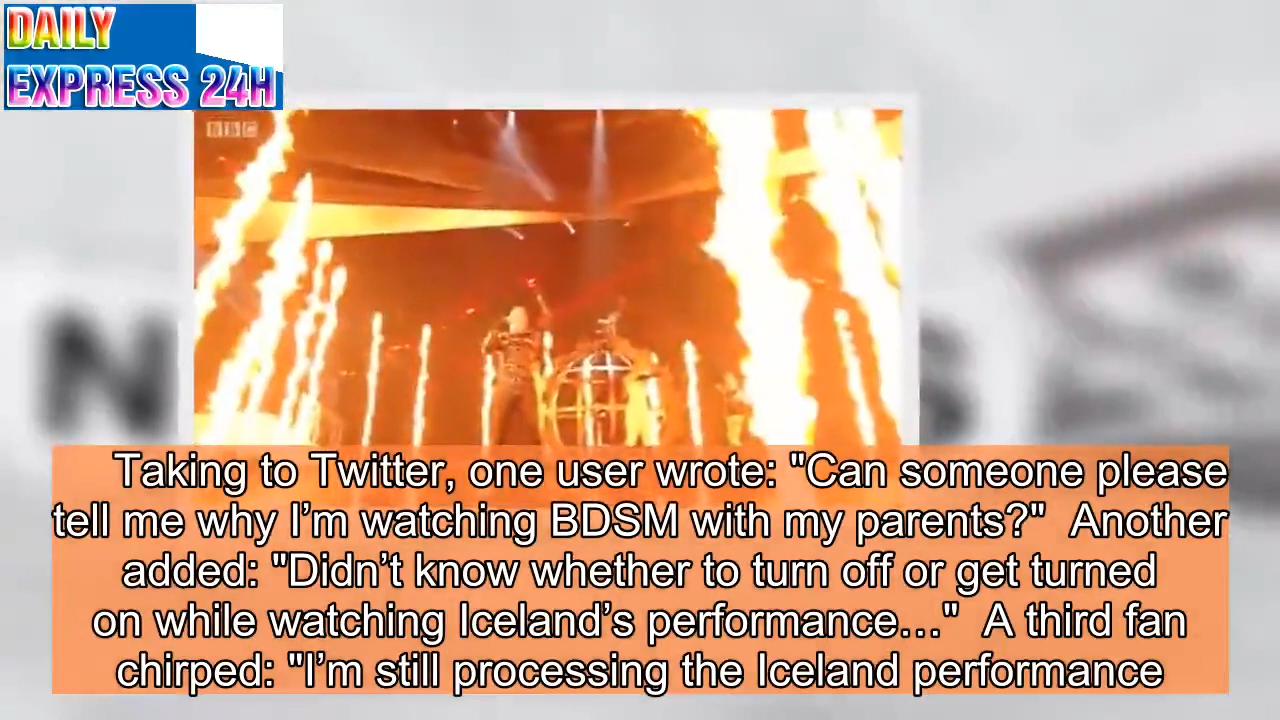 DAILY
EXPRESS 24H
BBC
N S
Taking to Twitter, one user wrote: "Can someone please
tell me why I’m watching BDSM with my parents?" Another
added: "Didn’t know whether to turn off or get turned
on while watching Iceland’s performance…" A third fan
chirped: "I’m still processing the Iceland performance